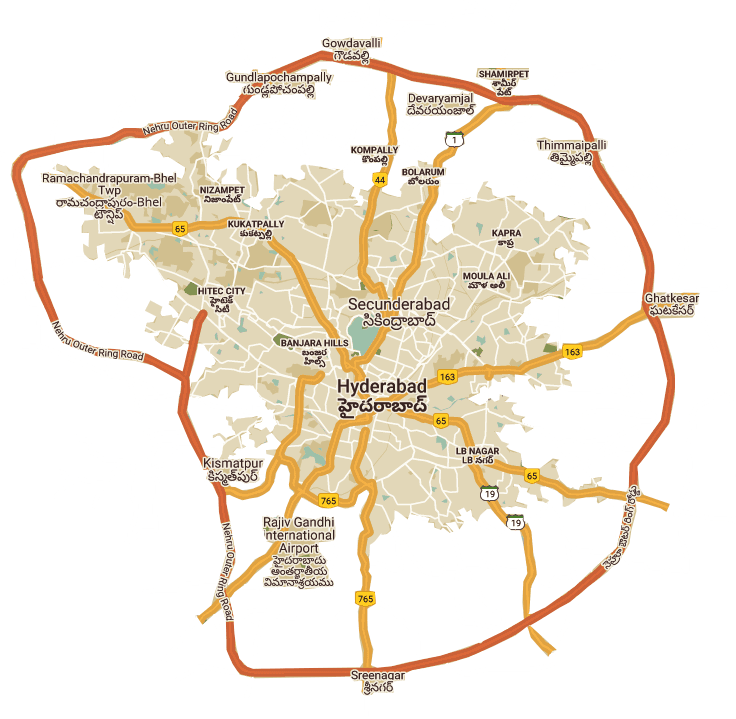 Gowdavalli
గౌడవల్లి
Gundlapochampally
గుండ్లపోచంపల్లి
SHAMIRPET
శామీర్
పేట్
Devaryamjal
దేవరయంజాల్
Nehru Outer Ring Road
1
Thimmaipalli
తిమ్మైపల్లి
KOMPALLY
కొంపల్లి
44
BOLARUM
బోలరుం
Ramachandrapuram-Bhel
Twp
రామచంద్రాపురం-Bhel
టౌన్షిప్
NIZAMPET
నిజాంపేట్
65
KUKATPALLY
కుకట్పల్లి
KAPRA
కాప్ర
MOULA ALI
మౌళ అలీ
HITEC CITY
హైటెక్
సిటీ
Secunderabad
సికింద్రాబాద్
Ghatkesar
ఘటకేసర్
Nehru Outer Ring Road
BANJARA HILLS
బంజర
హిల్స్
163
163
Hyderabad
హైదరాబాద్
65
LB NAGAR
LB నగర్
Kismatpur
కిస్మత్‌పుర్
65
19
765
19
Rajiv Gandhi
International
Airport
హైదరాబాదు
అంతర్జాతీయ
విమానాశ్రయము
Nehru Outer Ring Road
నెహ్రూ ఔటర్ రింగ్ రోడ్డు
765
Sreenagar
శ్రీనగర్